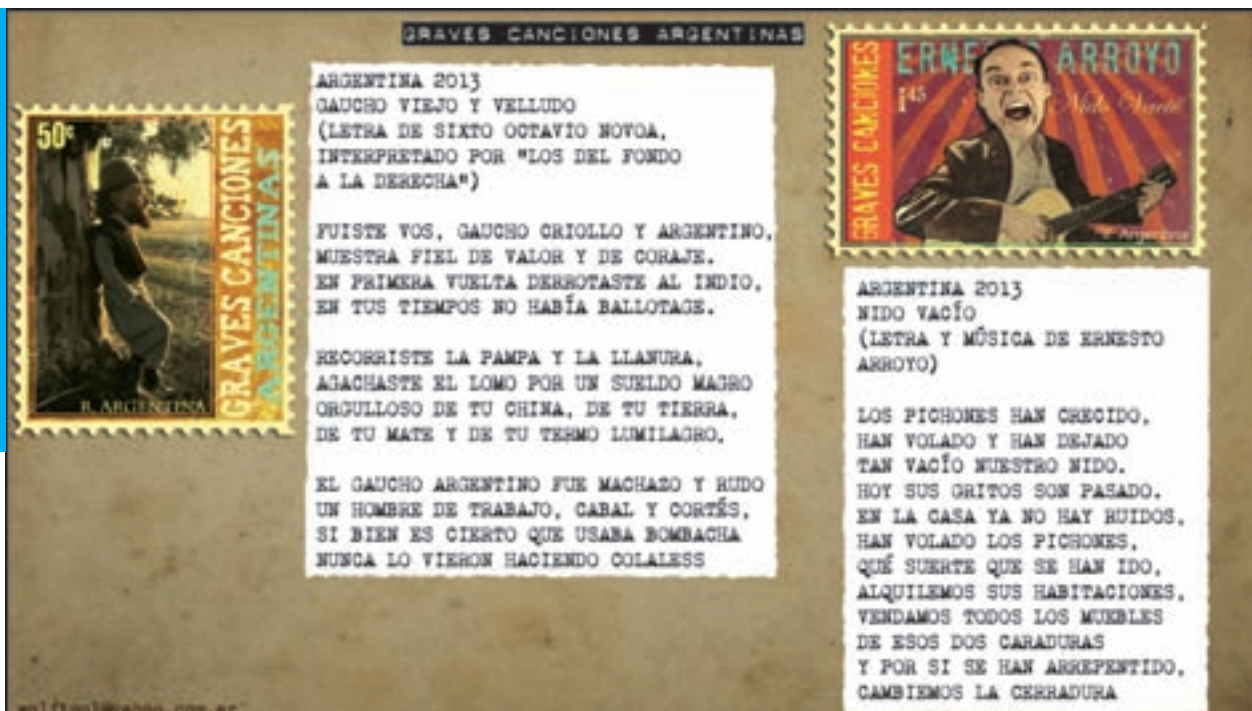 GRAVES CANCIONES ARGENTINAS
50c
GRAVES CANCIONES
ARGENTINAS
R. ARGENTINA
ARGENTINA 2013
GAUCHO VIEJO Y VELLUDO
(LETRA DE SIXTO OCTAVIO NOVOA,
INTERPRETADO POR "LOS DEL FONDO
A LA DERECHA")
FUISTE VOS, GAUCHO CRIOLLO Y ARGENTINO,
MUESTRA FIEL DE VALOR Y DE CORAJE.
EN PRIMERA VUELTA DERROTASTE AL INDIO,
EN TUS TIEMPOS NO HABÍA BALLOTAGE.
RECORRISTE LA PAMPA Y LA LLANURA,
AGACHASTE EL LOMO POR UN SUELDO MAGRO
ORGULLOSO DE TU CHINA, DE TU TIERRA,
DE TU MATE Y DE TU TERMO LUMILAGRO,
EL GAUCHO ARGENTINO FUE MACHAZO Y RUDO
UN HOMBRE DE TRABAJO, CABAL Y CORTÉS,
SI BIEN ES CIERTO QUE USABA BOMBACHA
NUNCA LO VIERON HACIENDO COLALESS
GRAVES CANCIONES
ARROYO
45
Nido Vacío
Argentina
ARGENTINA 2013
NIDO VACÍO
(LETRA Y MÚSICA DE ERNESTO
ARROYO)
LOS PICHONES HAN CRECIDO,
HAN VOLADO Y HAN DEJADO
TAN VACÍO NUESTRO NIDO.
HOY SUS GRITOS SON PASADO.
EN LA CASA YA NO HAY RUIDOS,
HAN VOLADO LOS PICHONES,
QUÉ SUERTE QUE SE HAN IDO,
ALQUILEMOS SUS HABITACIONES,
VENDAMOS TODOS LOS MUEBLES
DE ESOS DOS CARADURAS
Y POR SI SE HAN ARREPENTIDO,
CAMBIEMOS LA CERRADURA